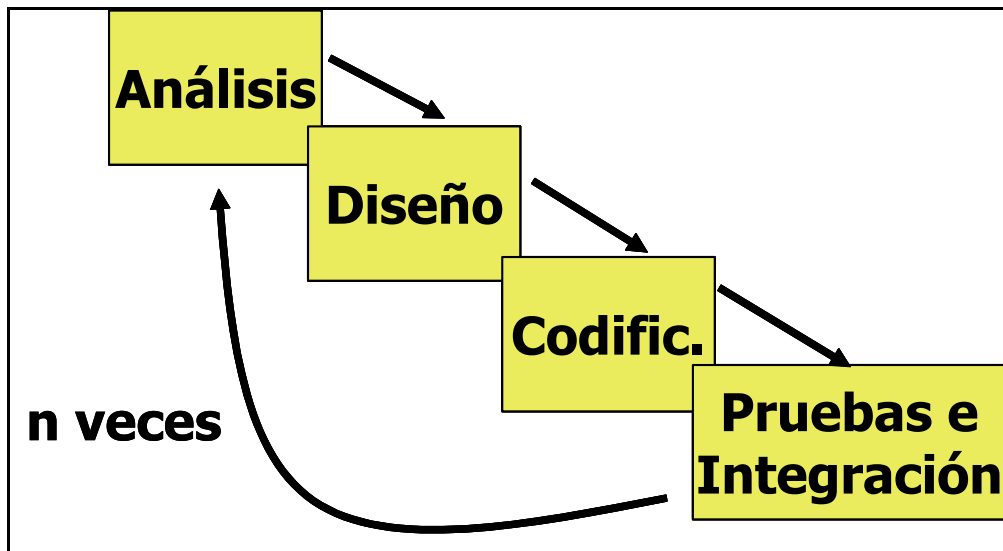 Análisis
Diseño
Codific.
n veces
Pruebas e
Integración